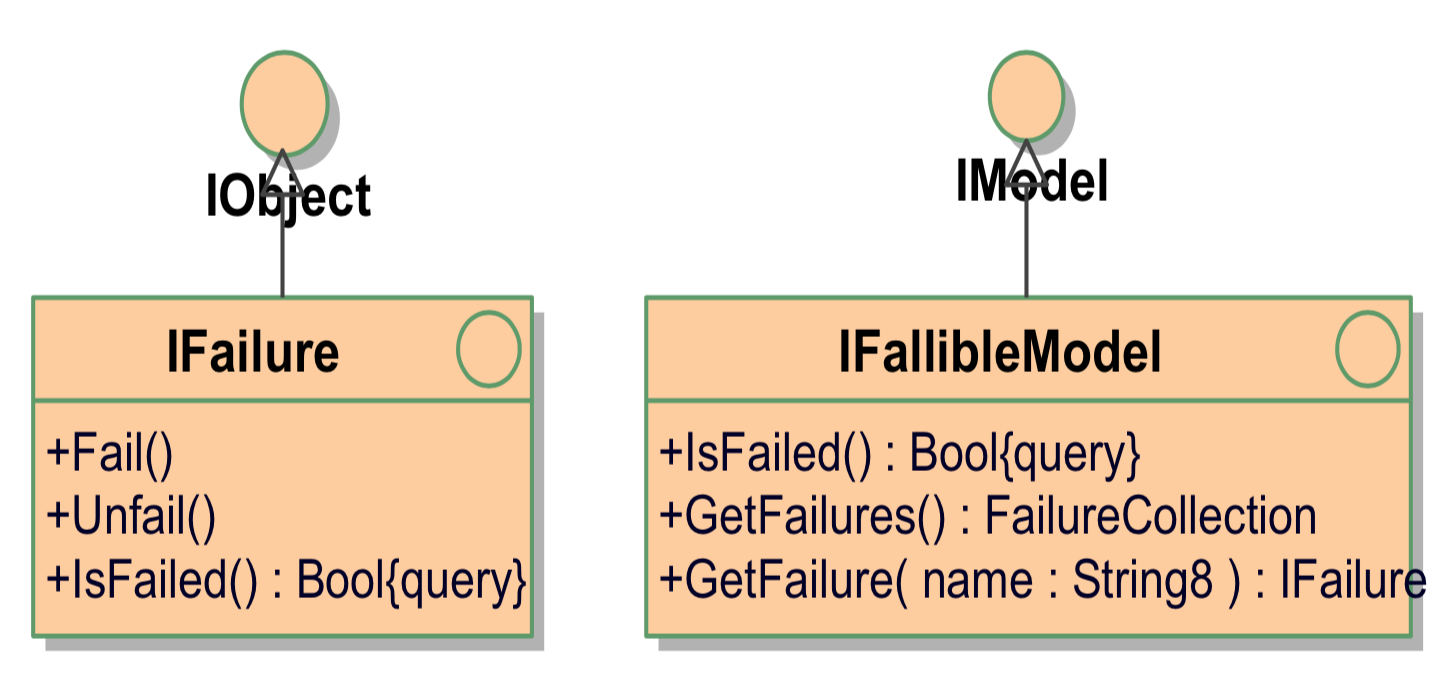 IObject
IFailure
+Fail()
+Unfail()
+IsFailed() : Bool{query}
IModel
IFallibleModel
+IsFailed() : Bool{query}
+GetFailures() : FailureCollection
+GetFailure( name : String8 ) : IFailure